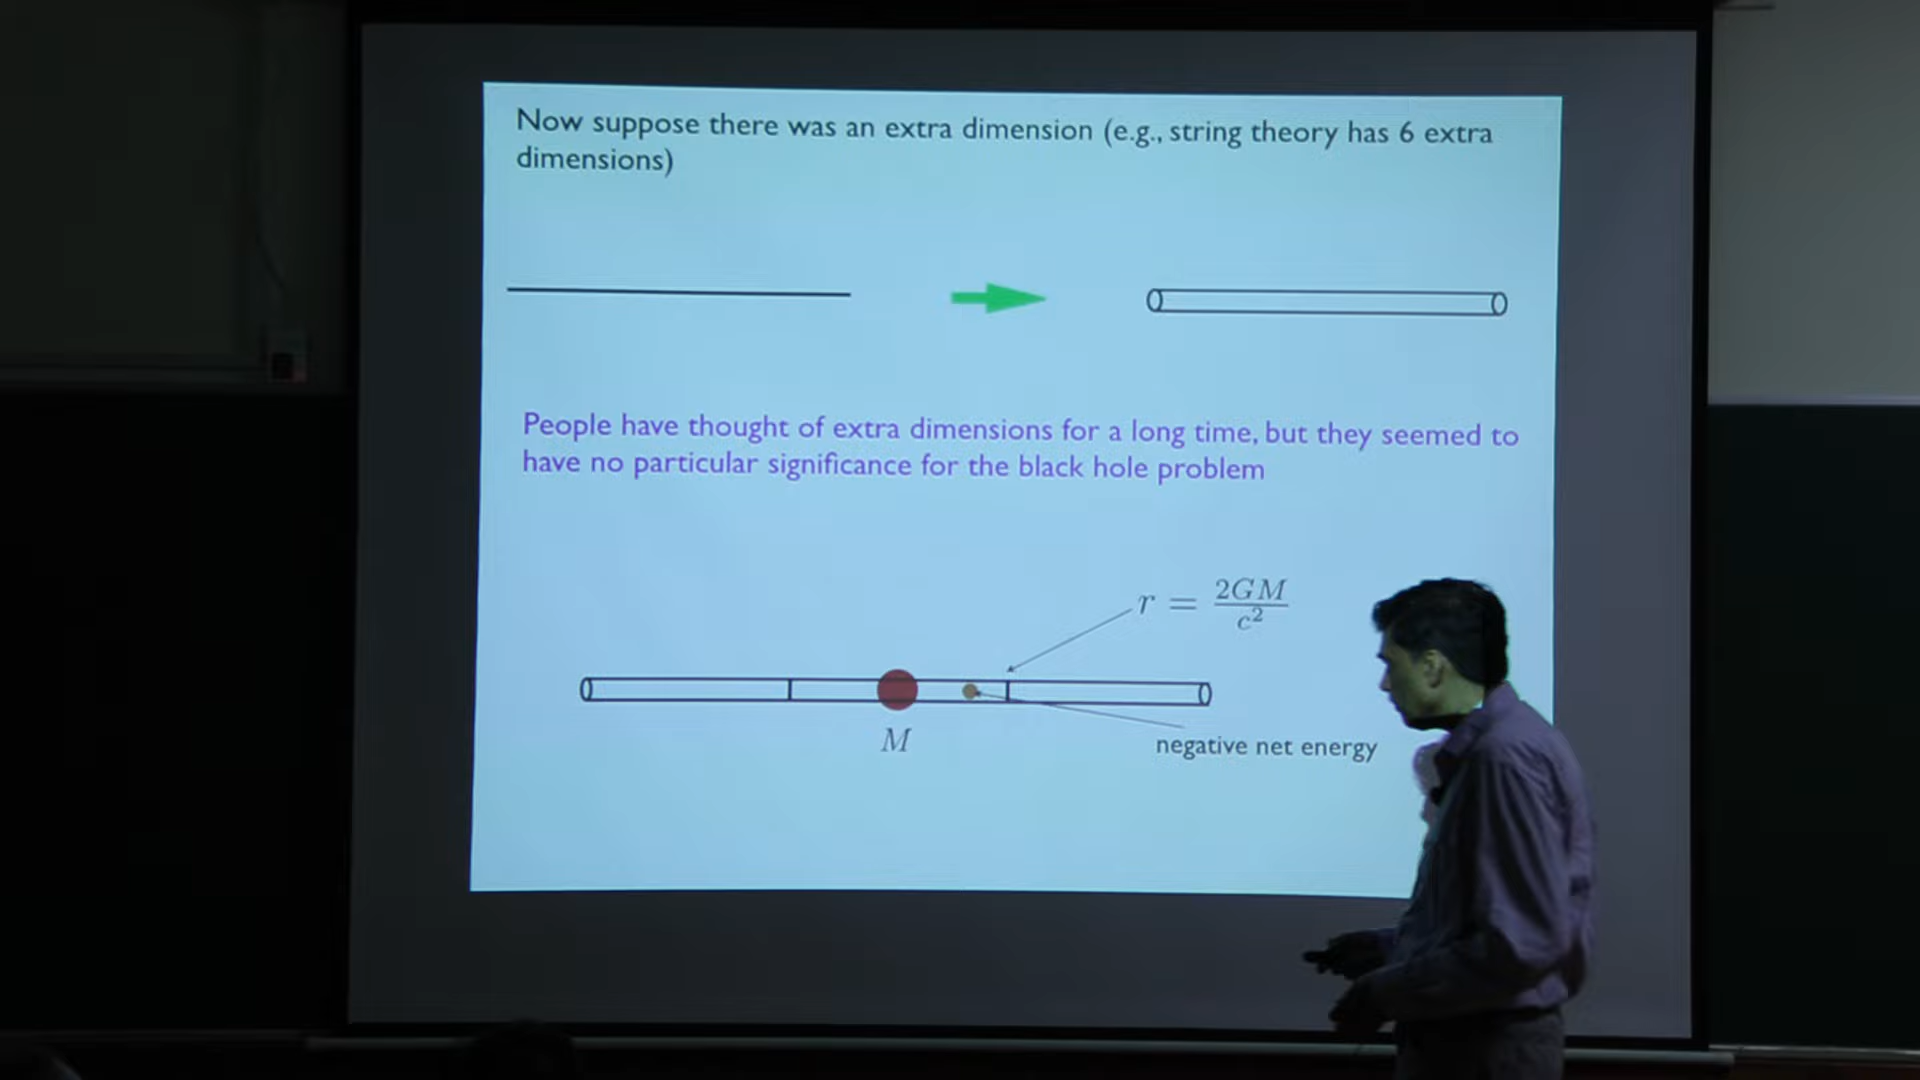 Now suppose there was an extra dimension (e.g., string theory has 6 extra
dimensions)
People have thought of extra dimensions for a long time, but they seemed to
have no particular significance for the black hole problem
r = 2GM/c²
M
negative net energy